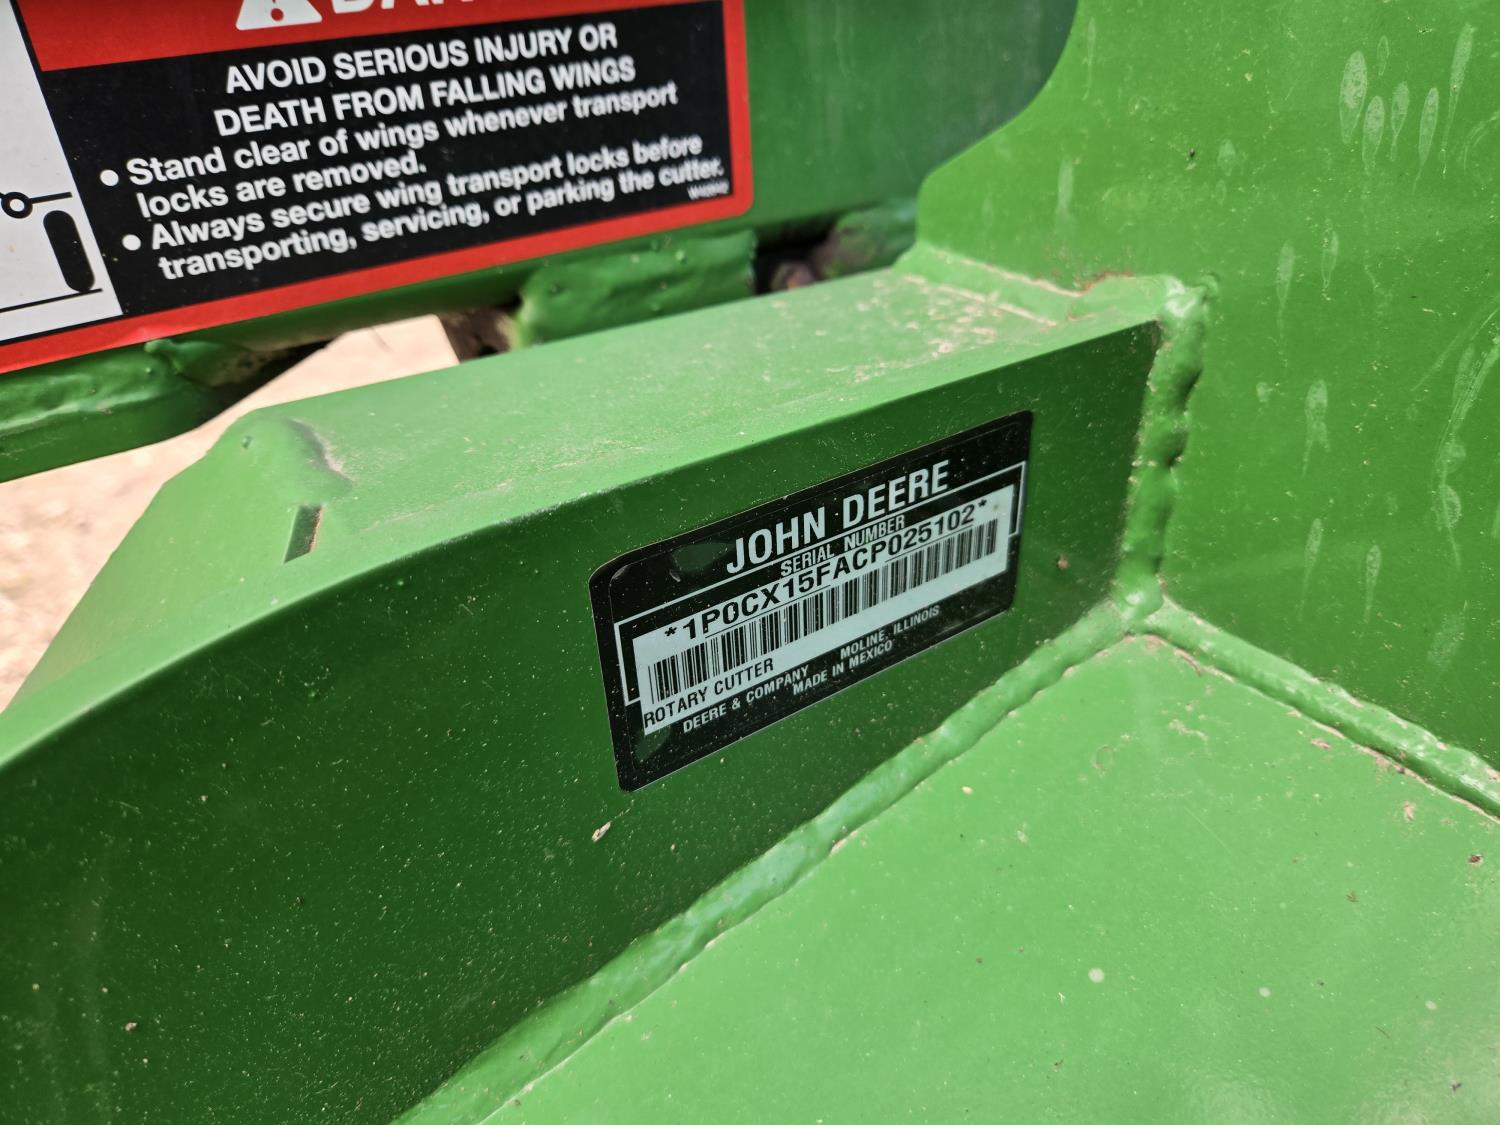 AVOID SERIOUS INJURY OR
DEATH FROM FALLING WINGS
• Stand clear of wings whenever transport
locks are removed.
• Always secure wing transport locks before
transporting, servicing, or parking the cutter.
JOHN DEERE
SERIAL NUMBER
*1P0CX15FACP025102*
ROTARY CUTTER
DEERE & COMPANY MOLINE, ILLINOIS
MADE IN MEXICO